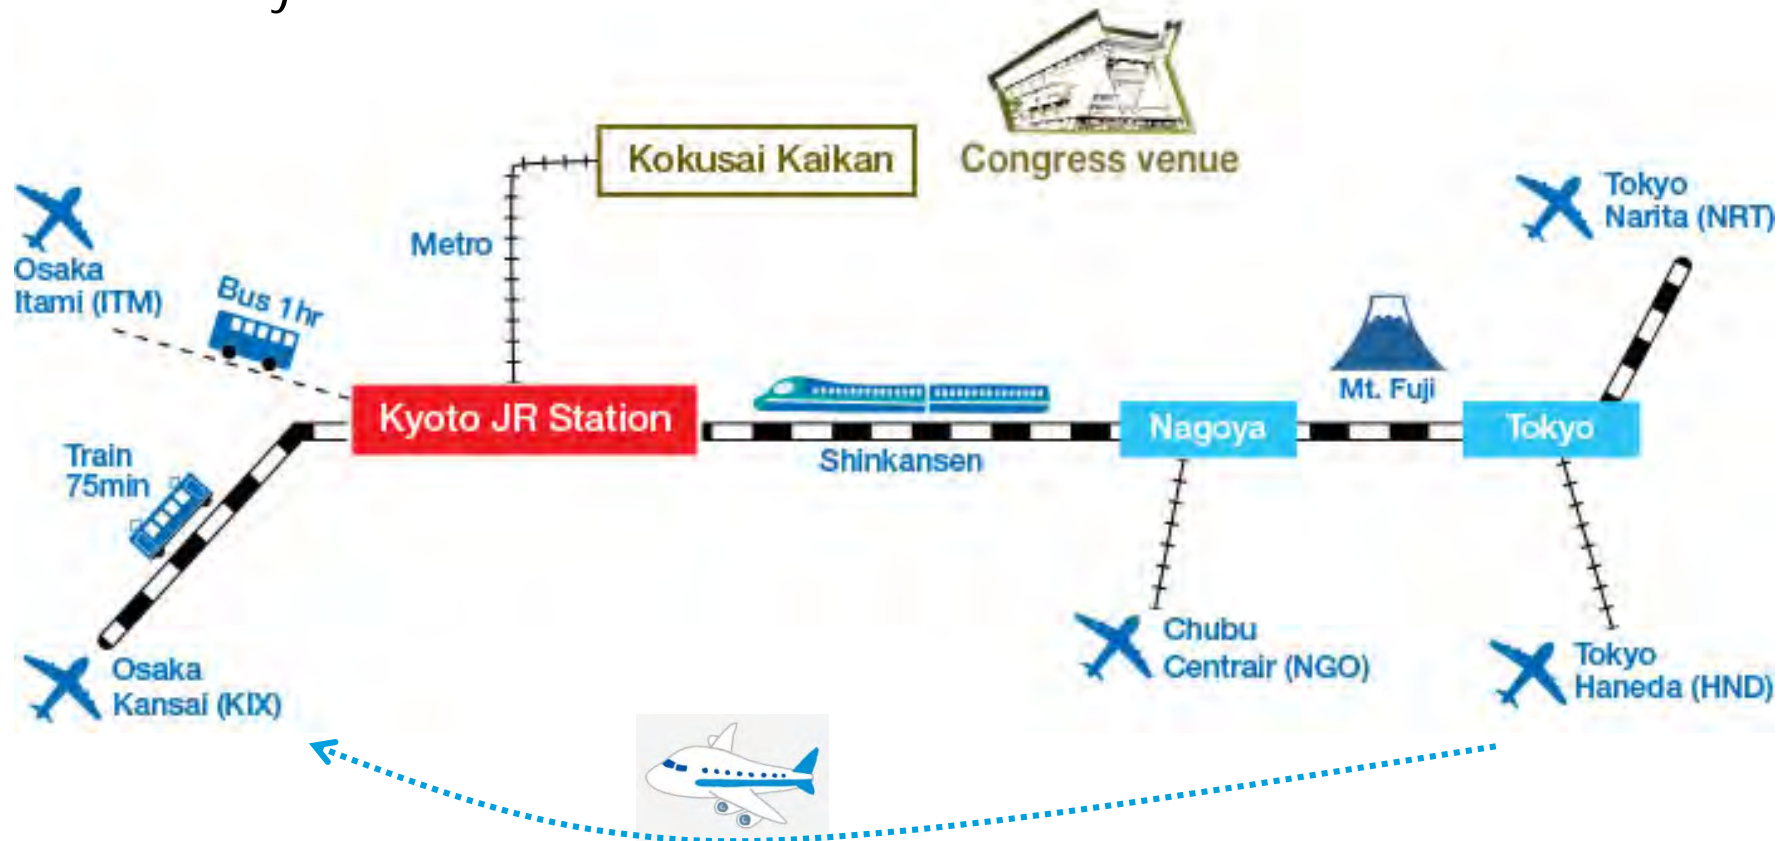 Kokusai Kaikan
Congress venue
Tokyo
Narita (NRT)
Metro
Osaka
Itami (ITM)
Bus 1hr
Mt. Fuji
Kyoto JR Station
Nagoya
Tokyo
Shinkansen
Train
75min
Chubu
Centrair (NGO)
Tokyo
Haneda (HND)
Osaka
Kansai (KIX)